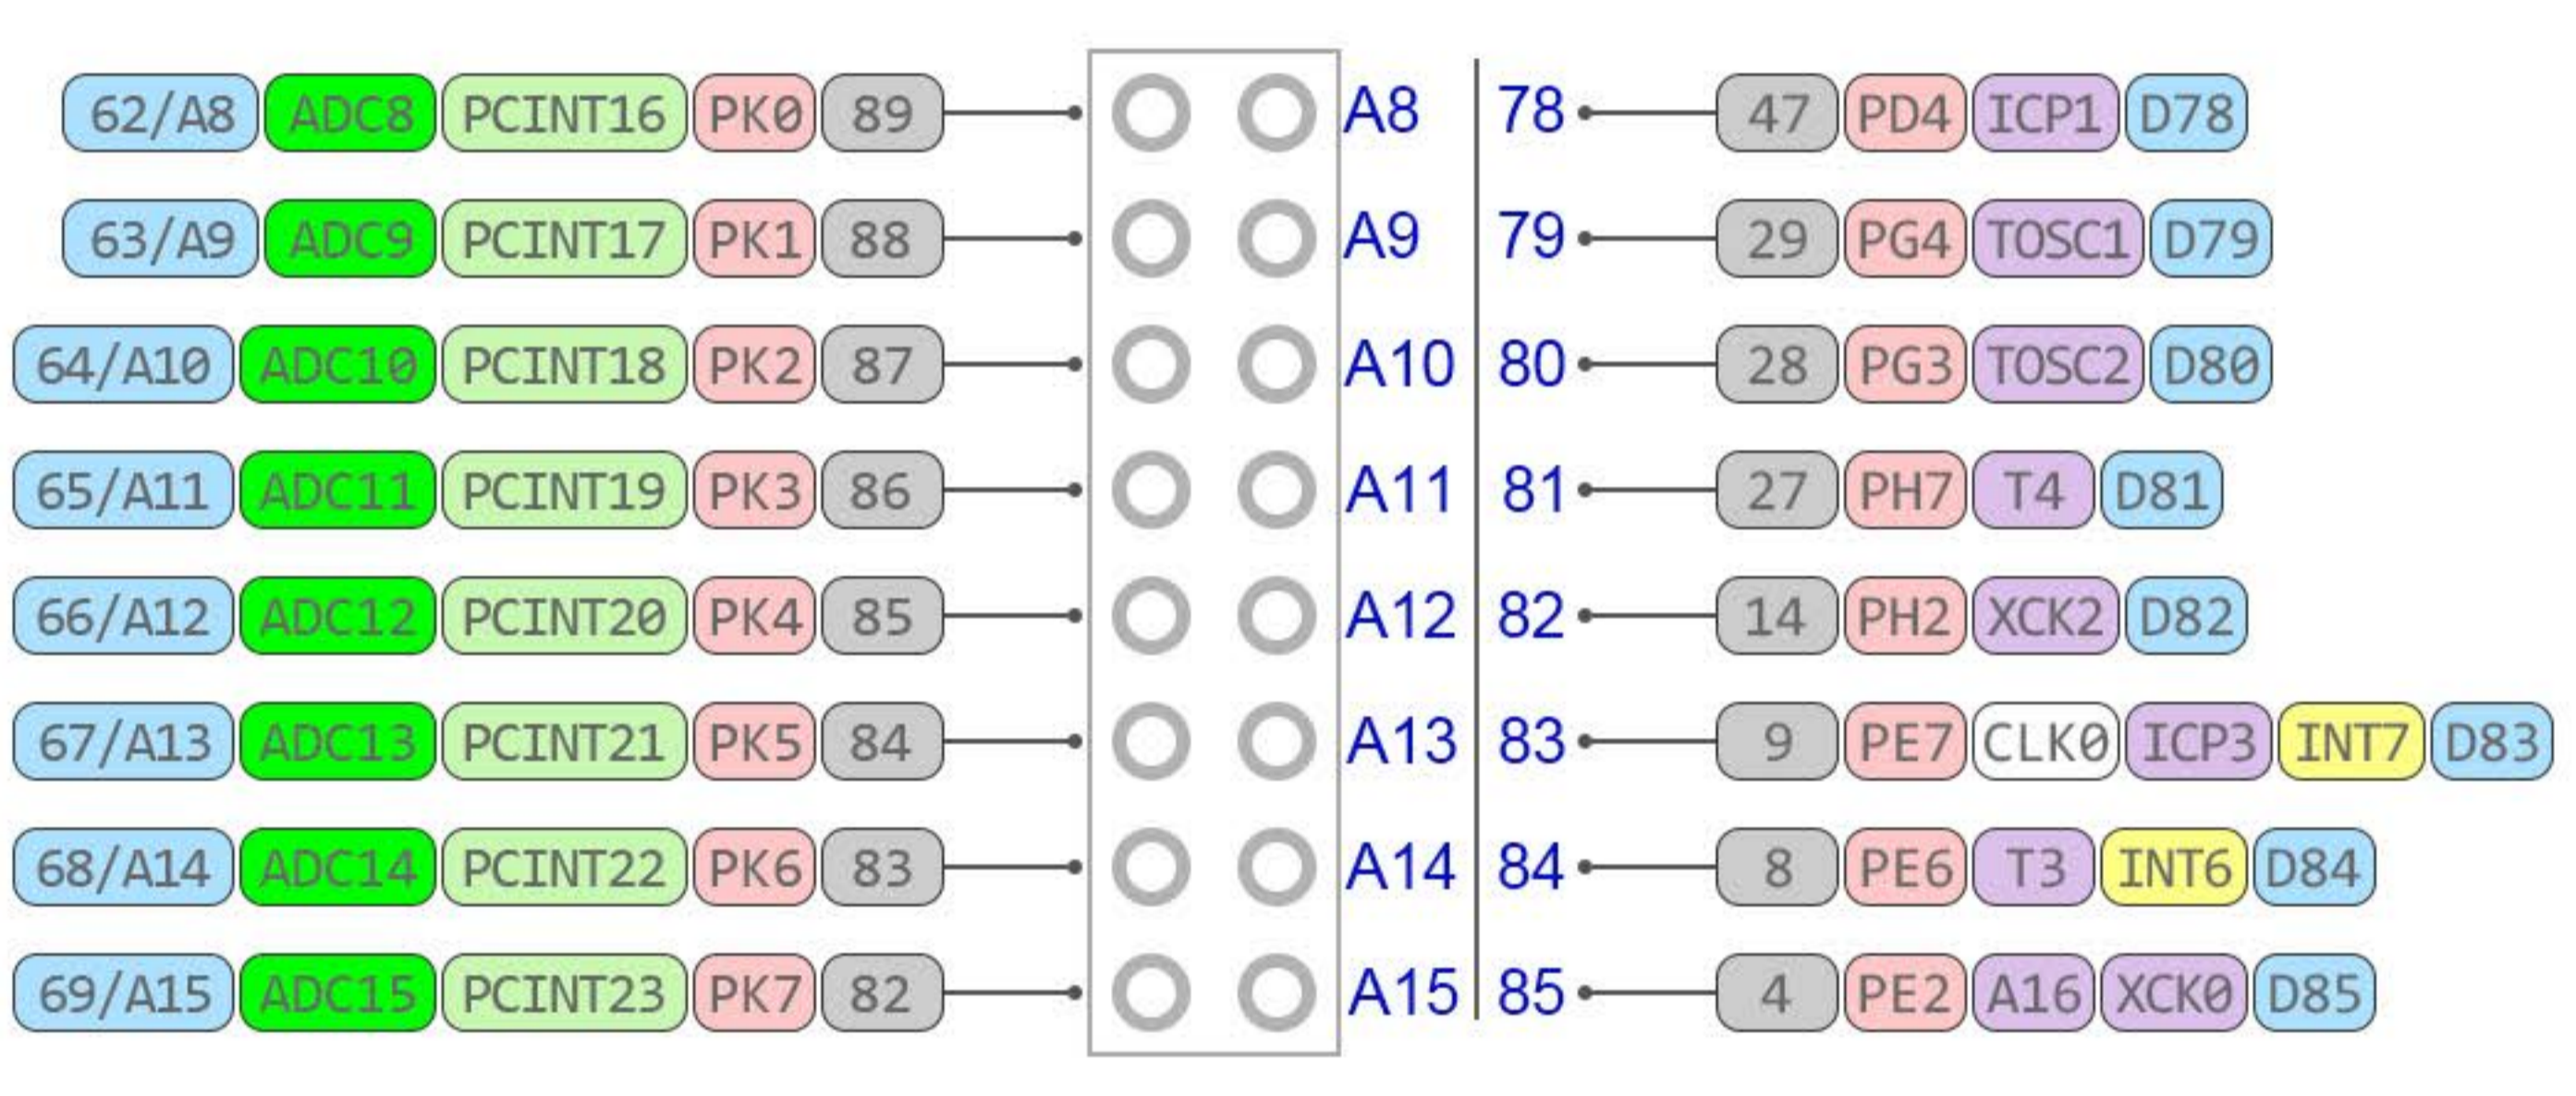 62/A8 ADC8 PCINT16 PK0 89 A8 78 47 PD4 ICP1 D78
63/A9 ADC9 PCINT17 PK1 88 A9 79 29 PG4 TOSC1 D79
64/A10 ADC10 PCINT18 PK2 87 A10 80 28 PG3 TOSC2 D80
65/A11 ADC11 PCINT19 PK3 86 A11 81 27 PH7 T4 D81
66/A12 ADC12 PCINT20 PK4 85 A12 82 14 PH2 XCK2 D82
67/A13 ADC13 PCINT21 PK5 84 A13 83 9 PE7 CLK0 ICP3 INT7 D83
68/A14 ADC14 PCINT22 PK6 83 A14 84 8 PE6 T3 INT6 D84
69/A15 ADC15 PCINT23 PK7 82 A15 85 4 PE2 A16 XCK0 D85